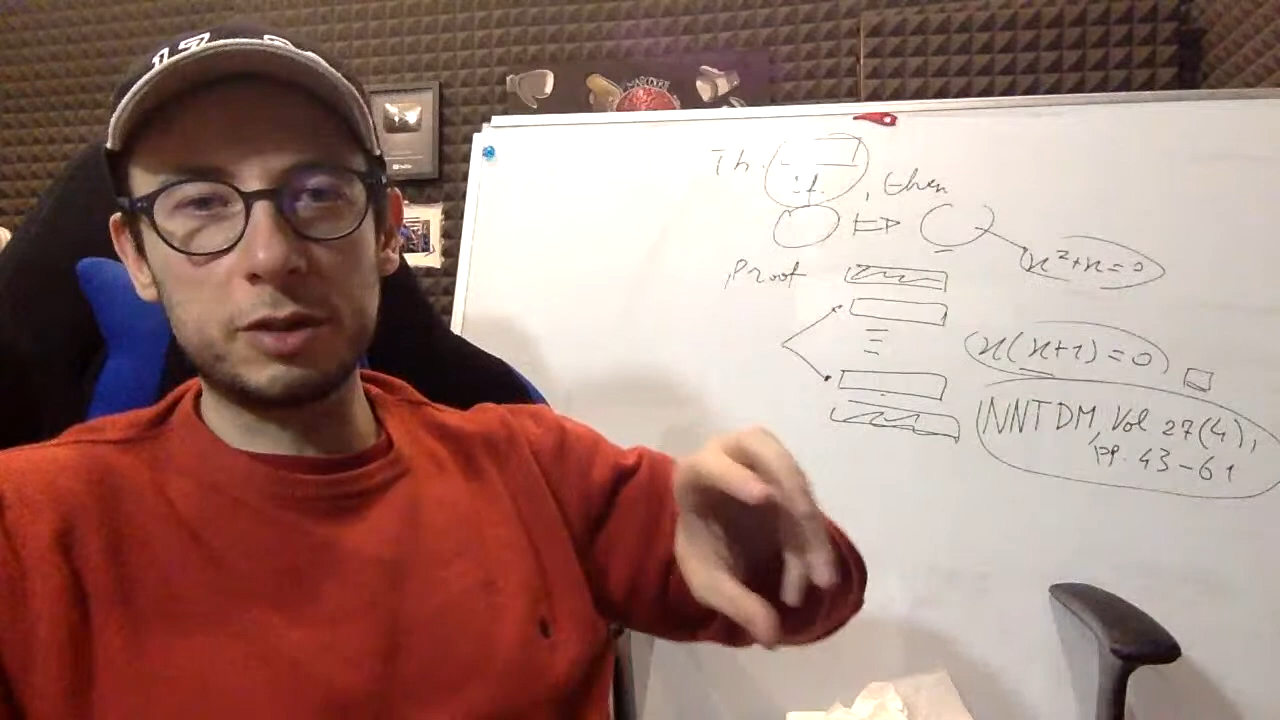 Th.
if , then
x²+x=0
Proof
x(x+1)=0
NNTDM, Vol 27(4),
pp. 43-61